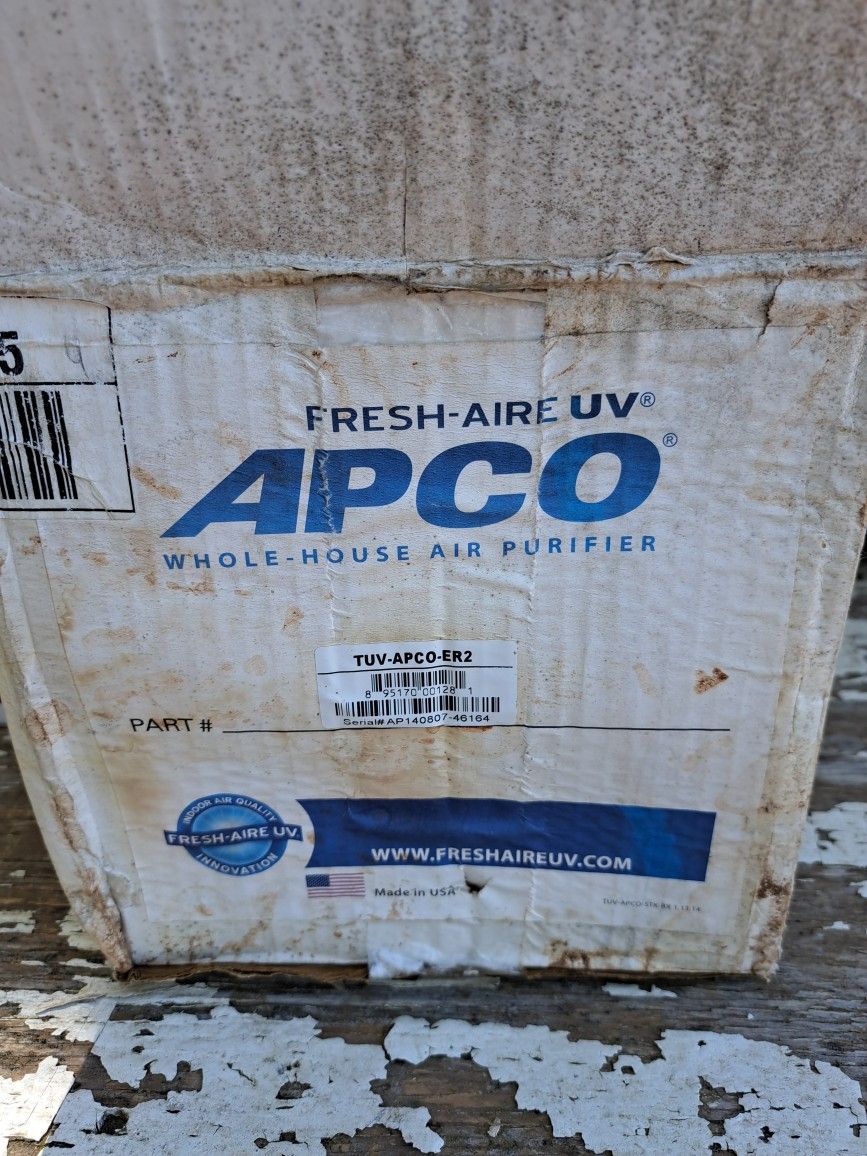 5
FRESH-AIRE UV®
APCO®
WHOLE-HOUSE AIR PURIFIER
TUV-APCO-ER2
8 95170 00128 1
Serial# AP140807-46164
PART #
INDOOR AIR QUALITY
FRESH-AIRE UV
INNOVATION
WWW.FRESHAIREUV.COM
Made in USA
TUV-APCO-STK-BX 1.13.14